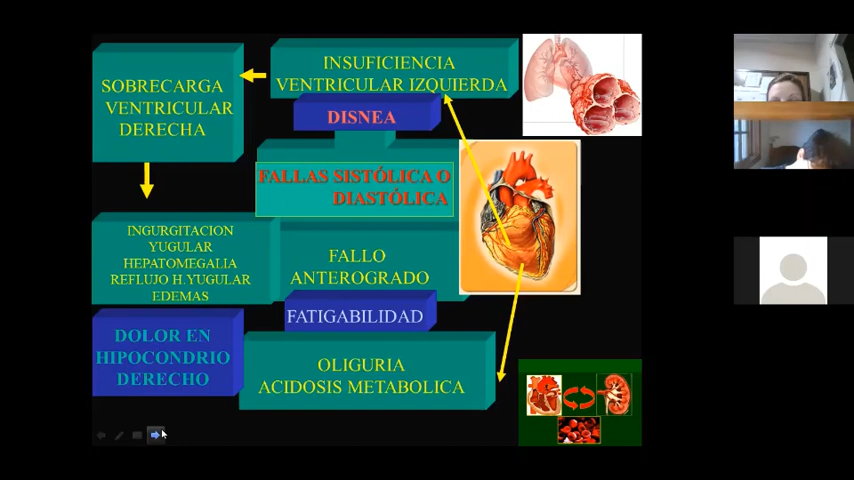 SOBRECARGA
VENTRICULAR
DERECHA
INSUFICIENCIA
VENTRICULAR IZQUIERDA
DISNEA
FALLAS SISTÓLICA O
DIASTÓLICA
INGURGITACION
YUGULAR
HEPATOMEGALIA
REFLUJO H.YUGULAR
EDEMAS
FALLO
ANTEROGRADO
FATIGABILIDAD
DOLOR EN
HIPOCONDRIO
DERECHO
OLIGURIA
ACIDOSIS METABOLICA